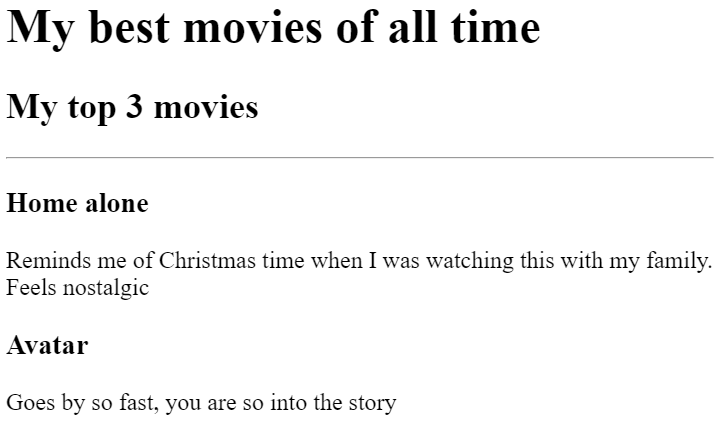 My best movies of all time
My top 3 movies
Home alone
Reminds me of Christmas time when I was watching this with my family.
Feels nostalgic
Avatar
Goes by so fast, you are so into the story